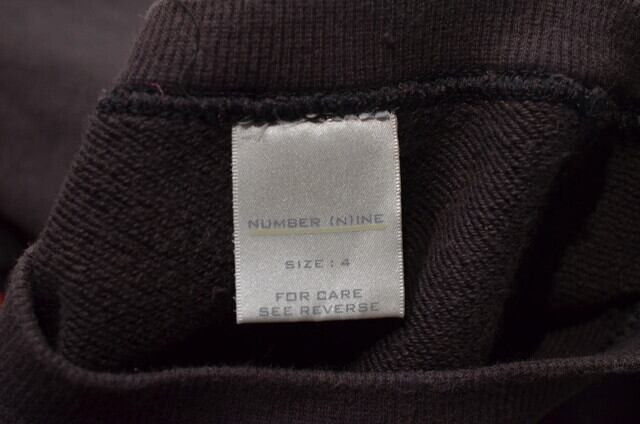 NUMBER (N)INE
SIZE : 4
FOR CARE
SEE REVERSE